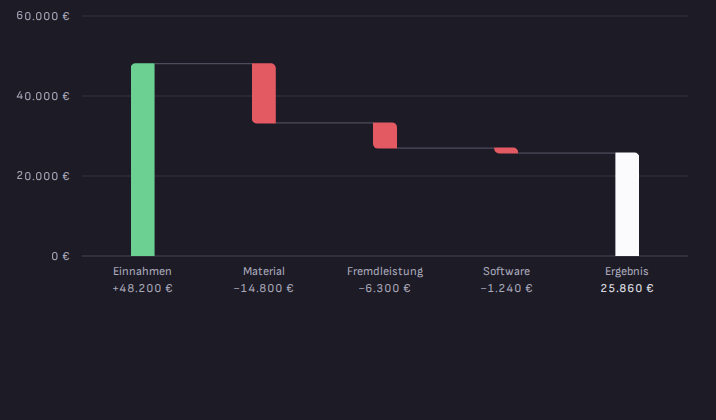 60.000 €
40.000 €
20.000 €
0 €
Einnahmen Material Fremdleistung Software Ergebnis
+48.200 € −14.800 € −6.300 € −1.240 € 25.860 €